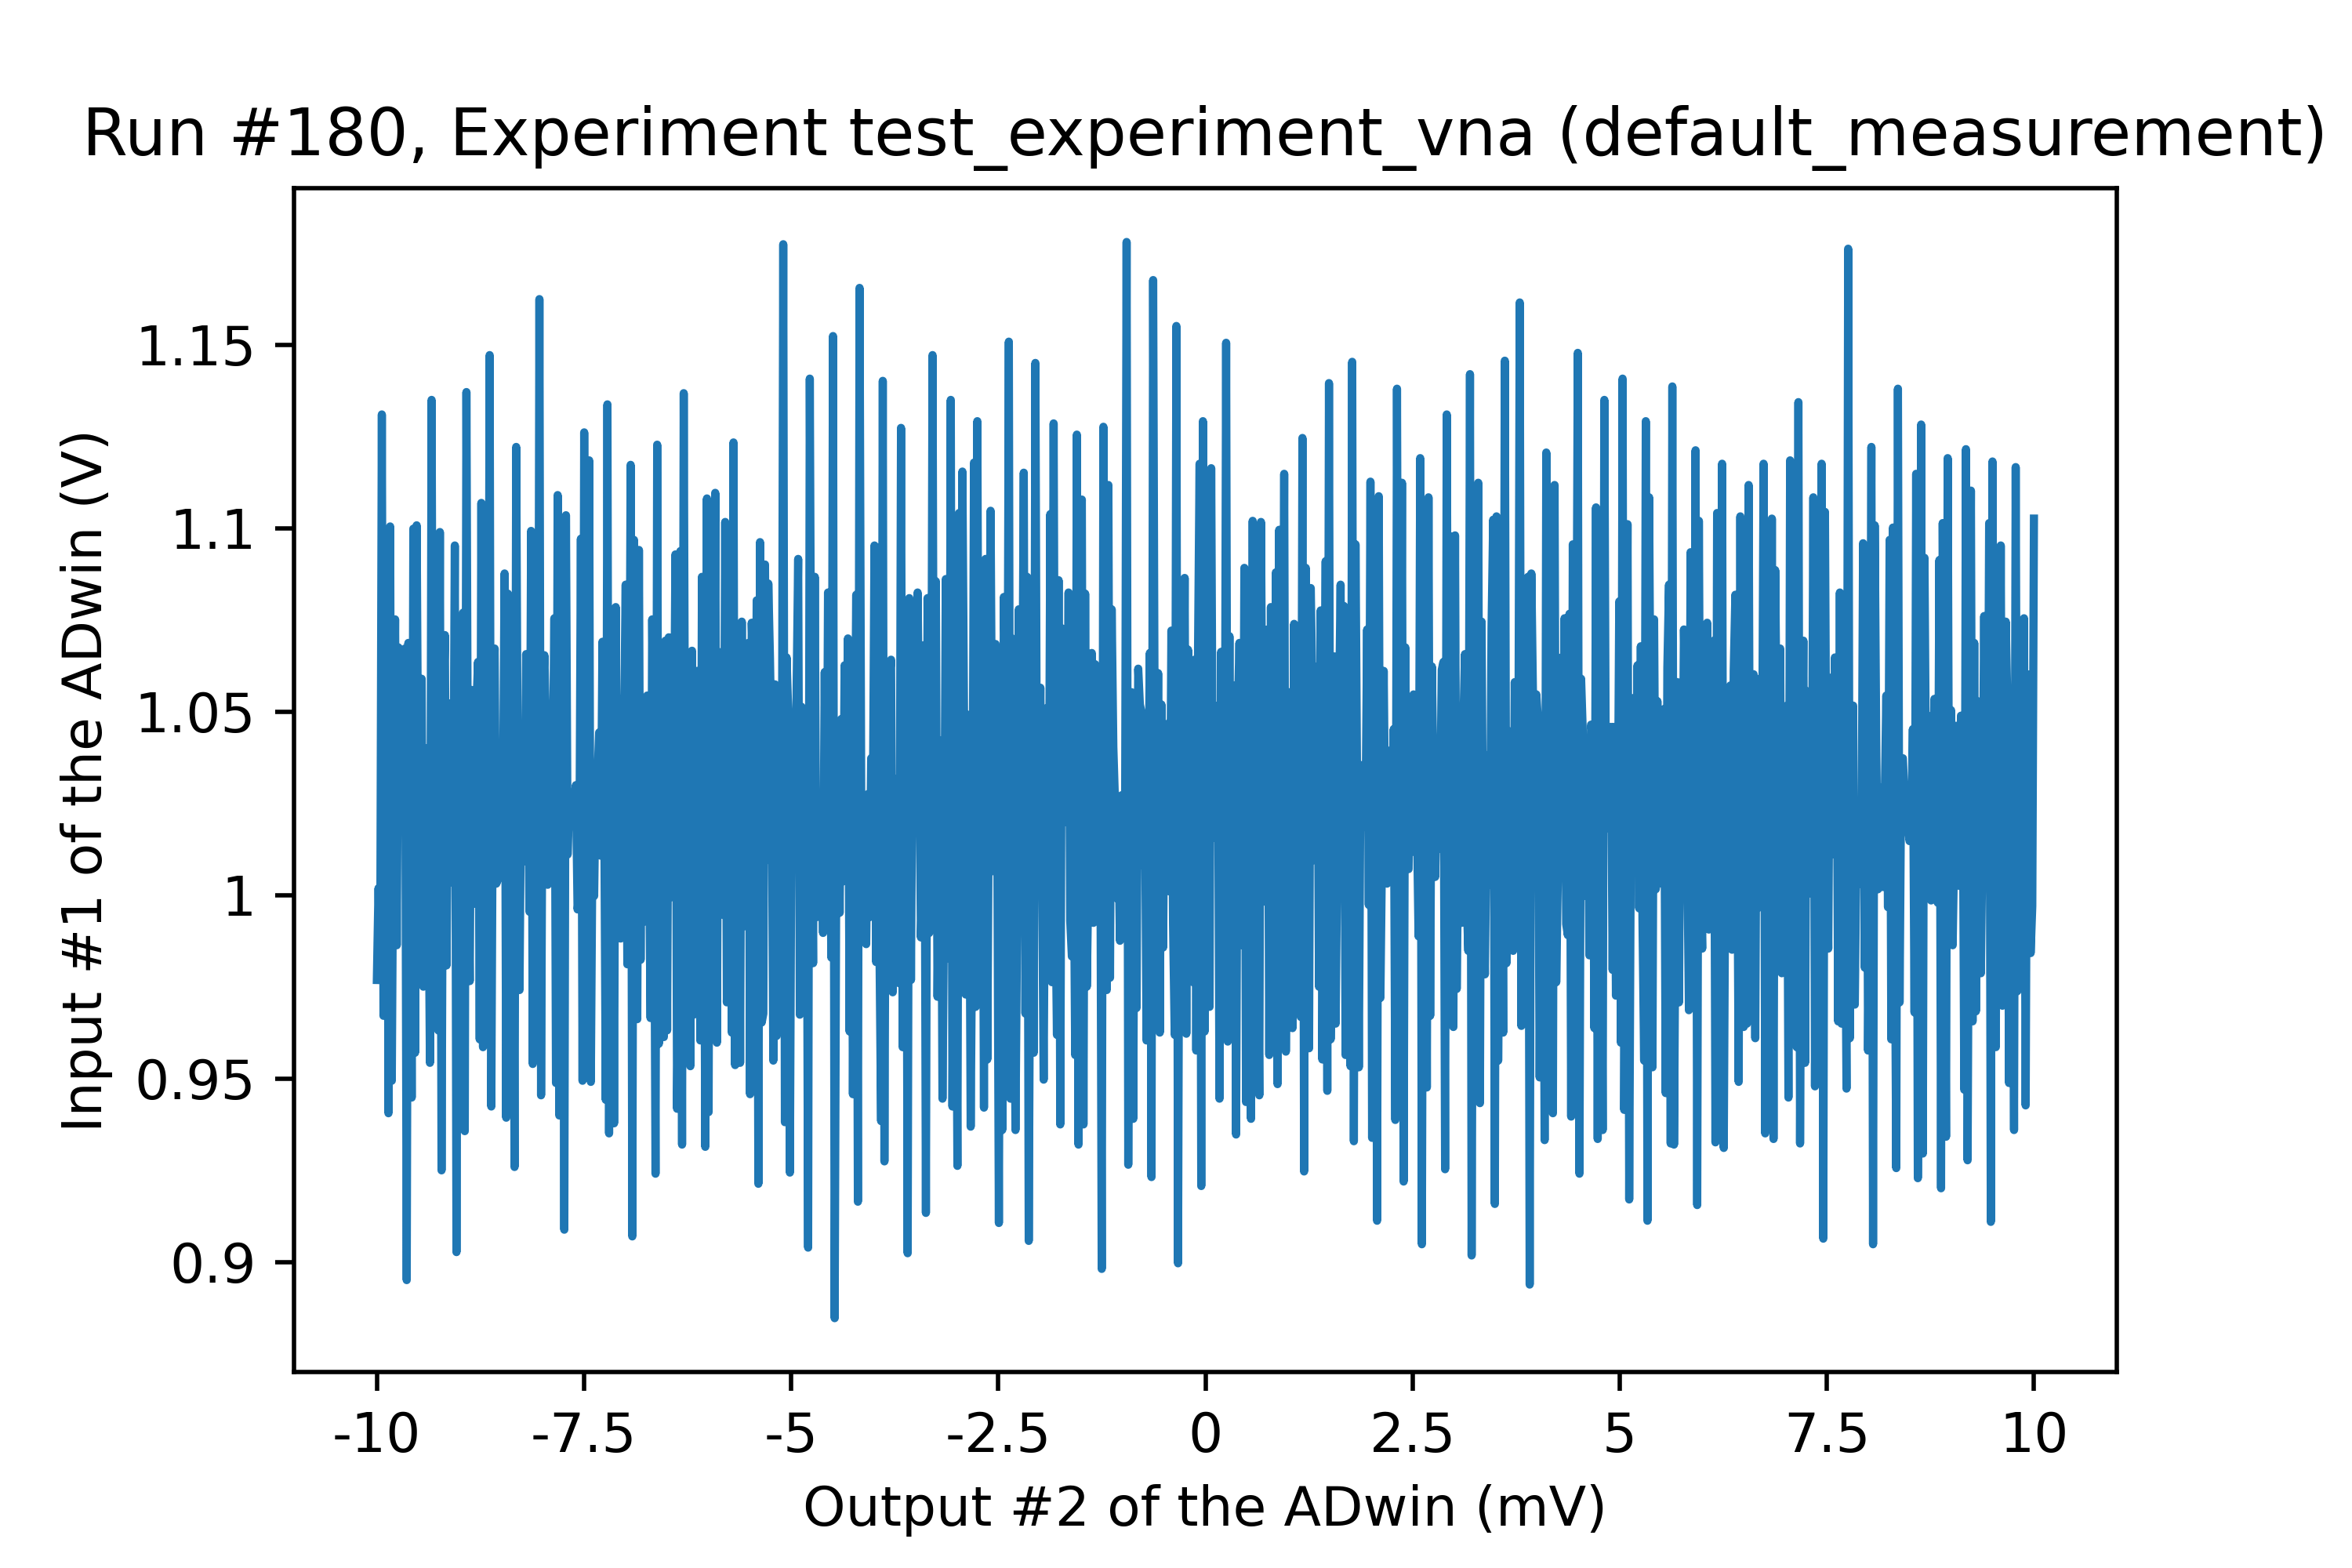 Run #180, Experiment test_experiment_vna (default_measurement)
Input #1 of the ADwin (V)
1.15
1.1
1.05
1
0.95
0.9
-10 -7.5 -5 -2.5 0 2.5 5 7.5 10
Output #2 of the ADwin (mV)